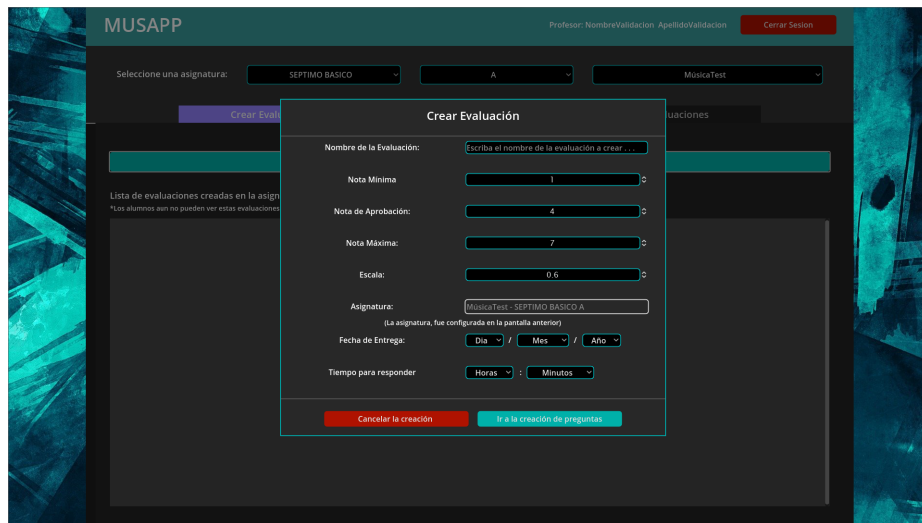 MUSAPP
Profesor: NombreValidacion ApellidoValidacion
Cerrar Sesion
Seleccione una asignatura:
SEPTIMO BASICO
A
MúsicaTest
Crear Evalu
luaciones
Lista de evaluaciones creadas en la asign
*Los alumnos aun no pueden ver estas evaluaciones
Crear Evaluación
Nombre de la Evaluación:
Escriba el nombre de la evaluación a crear . . .
Nota Mínima
1
Nota de Aprobación:
4
Nota Máxima:
7
Escala:
0.6
Asignatura:
MúsicaTest - SEPTIMO BASICO A
(La asignatura, fue configurada en la pantalla anterior)
Fecha de Entrega:
Dia / Mes / Año
Tiempo para responder
Horas : Minutos
Cancelar la creación
Ir a la creación de preguntas